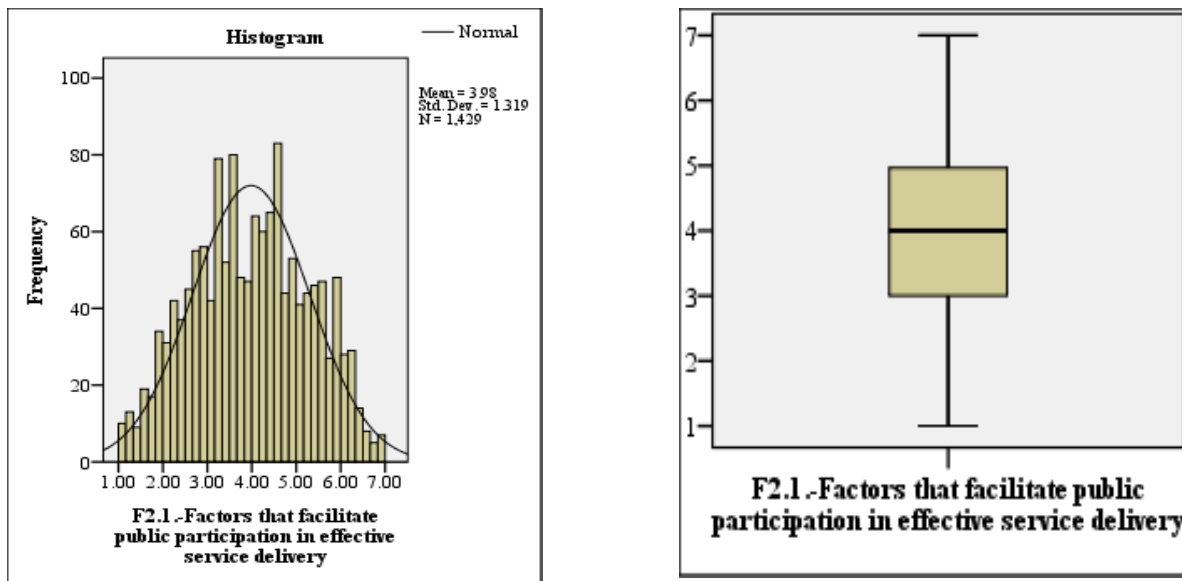 Histogram
Normal
Mean = 3.98
Std. Dev. = 1.319
N = 1,429
100
80
60
40
20
0
Frequency
1.00 2.00 3.00 4.00 5.00 6.00 7.00
F2.1.-Factors that facilitate
public participation in effective
service delivery
7
6
5
4
3
2
1
F2.1.-Factors that facilitate public
participation in effective service delivery